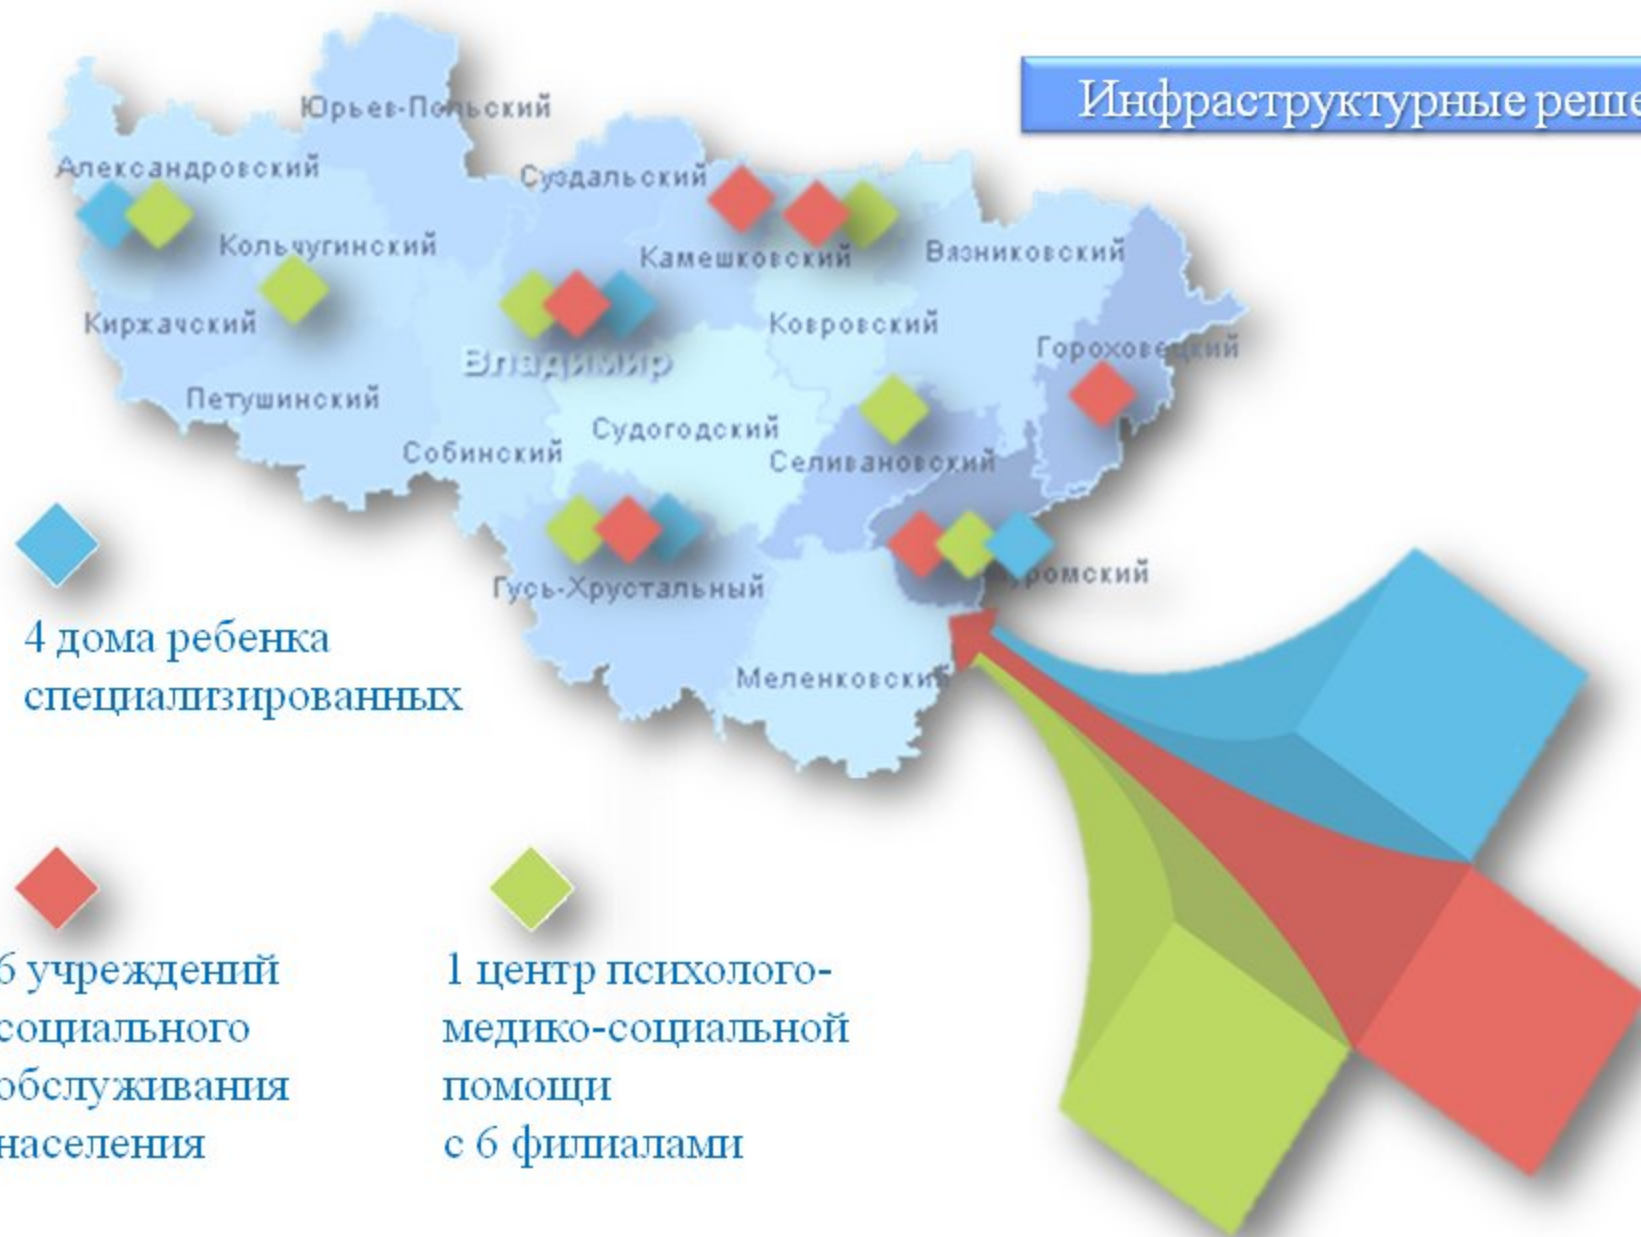 Инфраструктурные реше
Юрьев-Польский
Александровский
Суздальский
Кольчугинский
Камешковский
Вязниковский
Киржачский
Ковровский
Гороховецкий
Владимир
Петушинский
Судогодский
Собинский
Селивановский
Гусь-Хрустальный
уромский
Меленковский
4 дома ребенка
специализированных
6 учреждений
социального
обслуживания
населения
1 центр психолого-
медико-социальной
помощи
с 6 филиалами